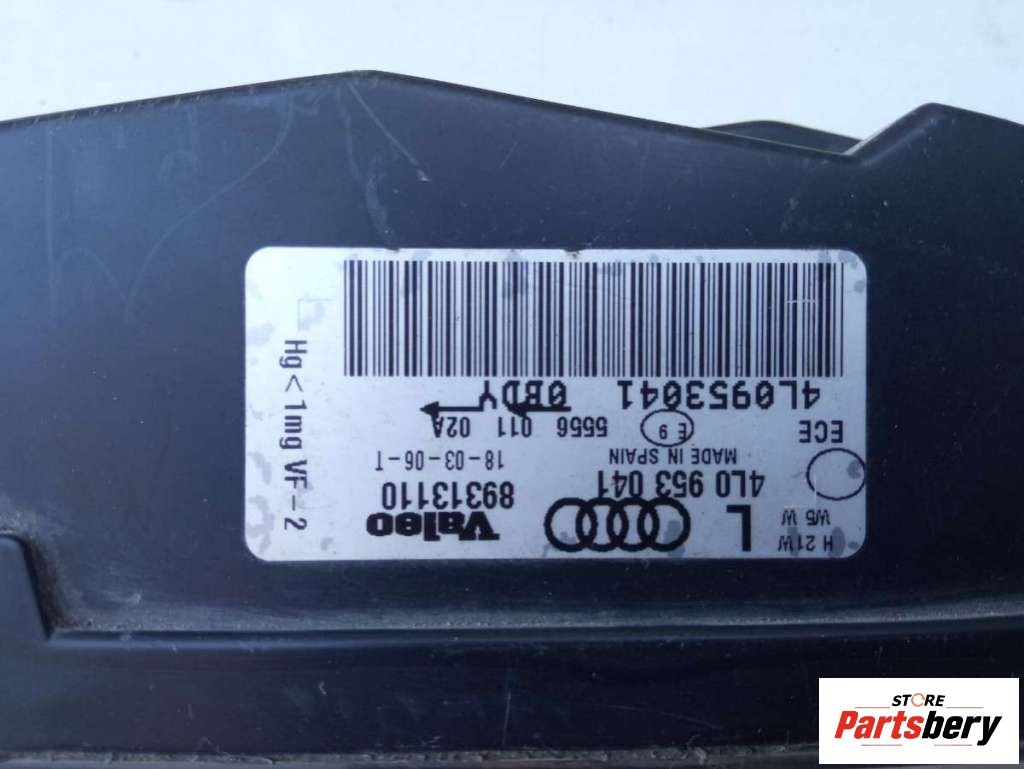 H 21W
W5W
L
Valeo
4L0 953 041
89313110
MADE IN SPAIN
18-03-06-T
ECE
E 9
5556 011 02A
4L0953041 0BDY
Hg < 1mg VF-2
STORE
Partsbery